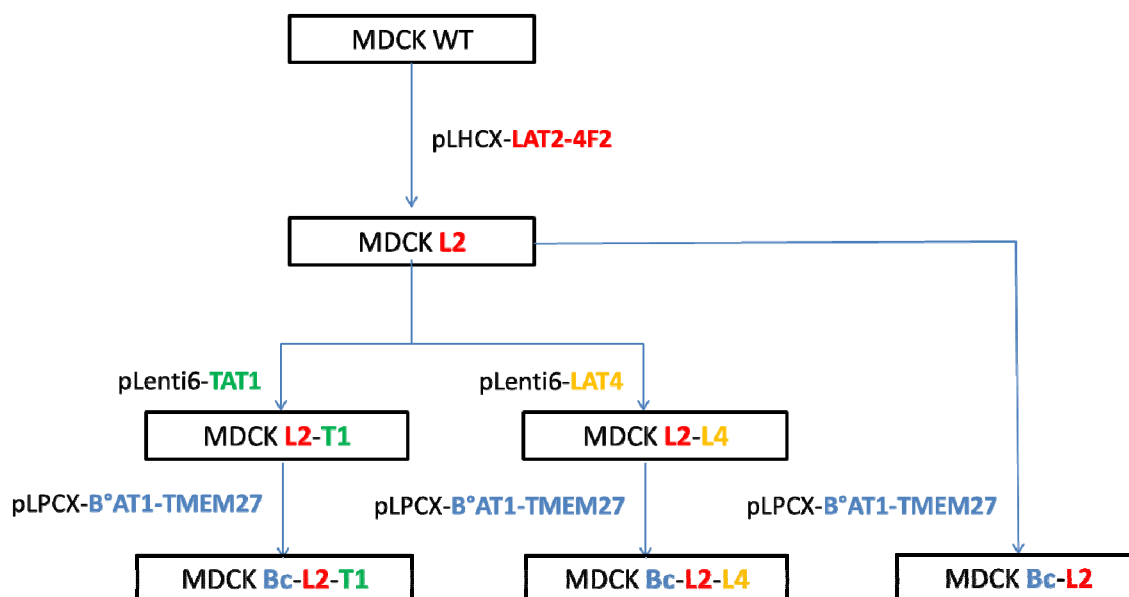 MDCK WT
pLHCX-LAT2-4F2
MDCK L2
pLenti6-TAT1
pLenti6-LAT4
MDCK L2-T1
MDCK L2-L4
pLPCX-B°AT1-TMEM27
pLPCX-B°AT1-TMEM27
pLPCX-B°AT1-TMEM27
MDCK Bc-L2-T1
MDCK Bc-L2-L4
MDCK Bc-L2